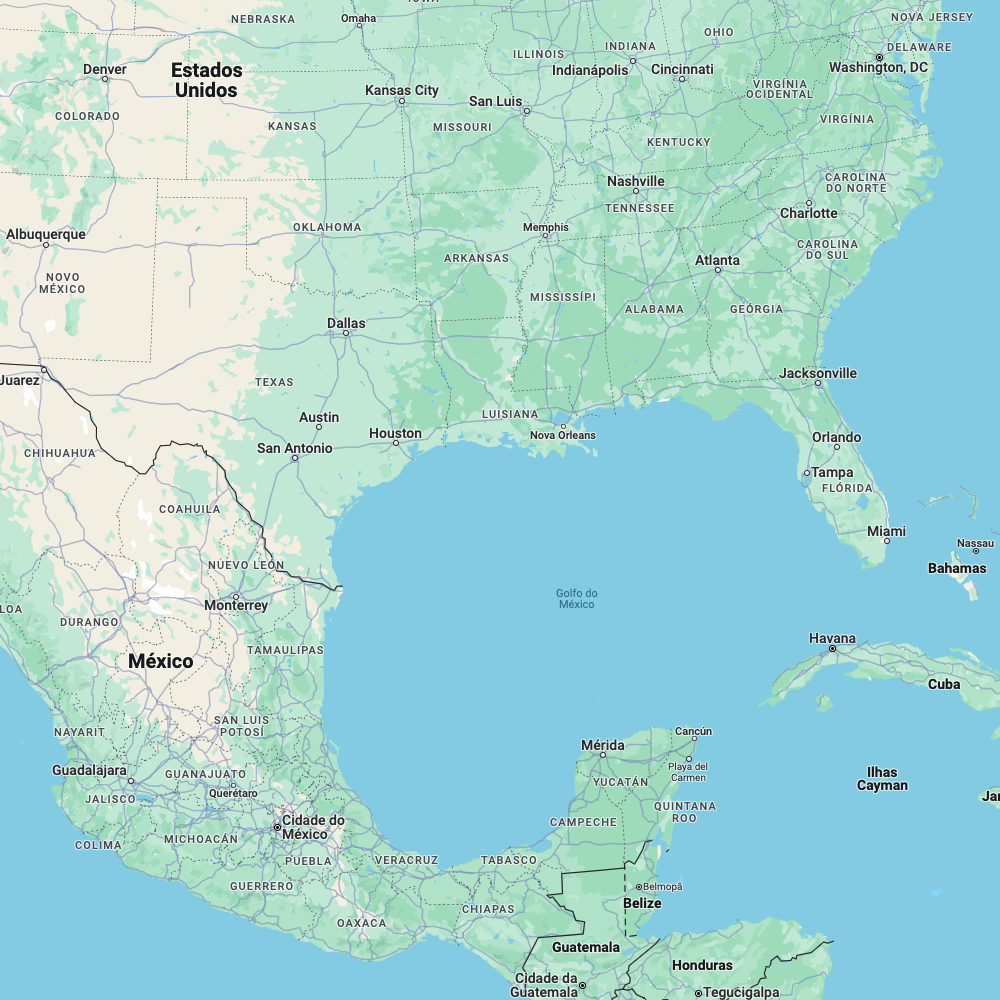 NEBRASKA
Omaha
NOVA JERSEY
OHIO
INDIANA
ILLINOIS
DELAWARE
Washington, DC
Denver
Estados
Unidos
Indianápolis
Cincinnati
Kansas City
San Luis
VIRGÍNIA
OCIDENTAL
COLORADO
KANSAS
MISSOURI
VIRGÍNIA
KENTUCKY
Nashville
CAROLINA
DO NORTE
TENNESSEE
Charlotte
Albuquerque
OKLAHOMA
Memphis
CAROLINA
DO SUL
ARKANSAS
Atlanta
NOVO
MÉXICO
MISSISSÍPI
ALABAMA
GEÓRGIA
Dallas
Juarez
TEXAS
Jacksonville
LUISIANA
Austin
Houston
Nova Orleans
Orlando
San Antonio
CHIHUAHUA
Tampa
FLÓRIDA
COAHUILA
Miami
Nassau
Bahamas
NUEVO LEÓN
Monterrey
Golfo do
México
LOA
DURANGO
Havana
México
TAMAULIPAS
Cuba
SAN LUIS
POTOSÍ
NAYARIT
Cancún
Mérida
Guadalajara
GUANAJUATO
Playa del
Carmen
Ilhas
Cayman
YUCATÁN
Querétaro
JALISCO
Jar
QUINTANA
ROO
Cidade do
México
CAMPECHE
MICHOACÁN
COLIMA
PUEBLA
VERACRUZ
TABASCO
GUERRERO
Belmopã
Belize
CHIAPAS
OAXACA
Guatemala
Honduras
Cidade da
Guatemala
Tegucigalpa